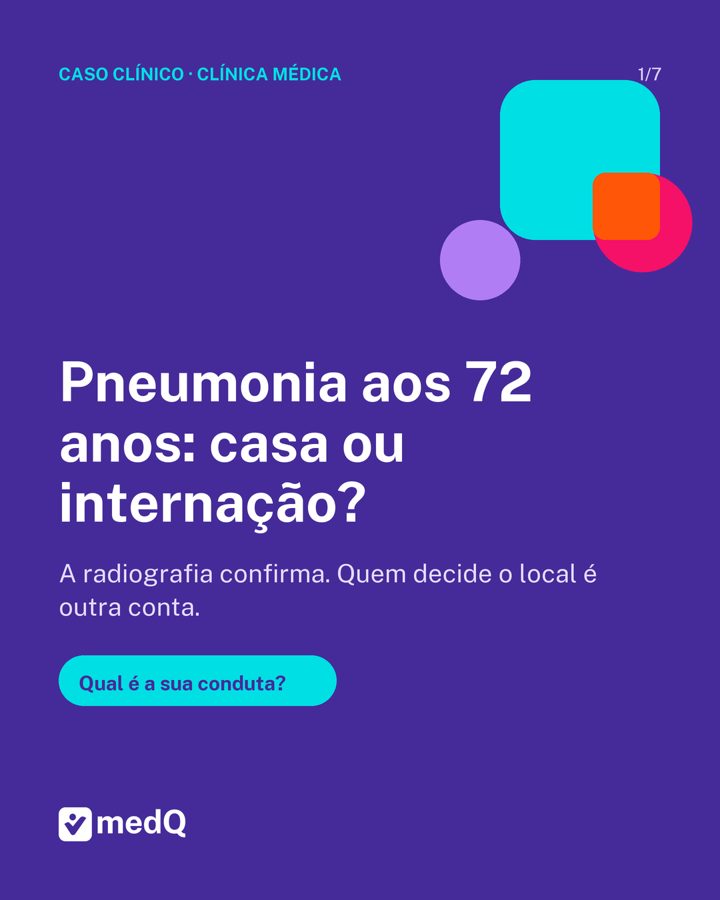 CASO CLÍNICO · CLÍNICA MÉDICA
1/7
Pneumonia aos 72
anos: casa ou
internação?
A radiografia confirma. Quem decide o local é
outra conta.
Qual é a sua conduta?
medQ